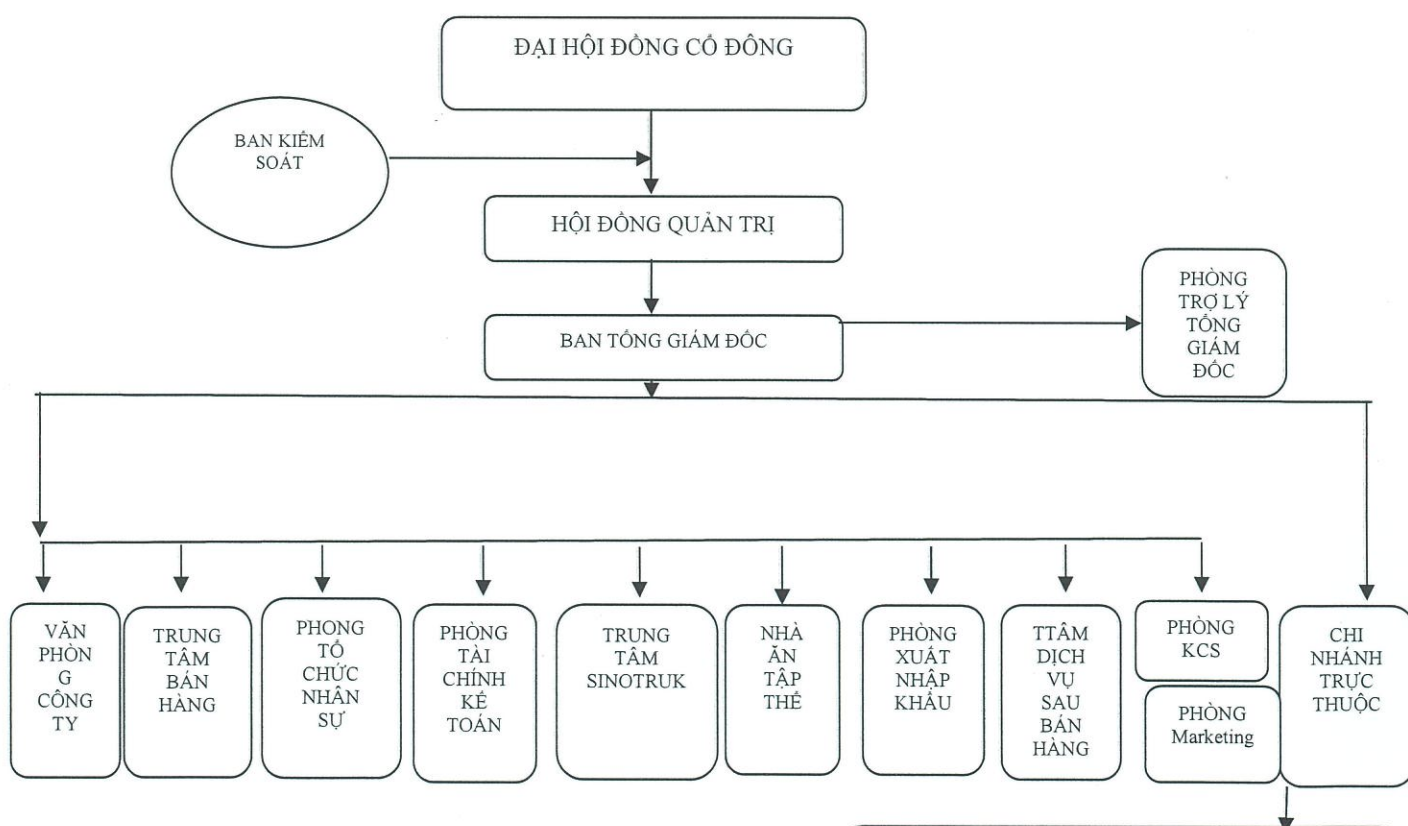 ĐẠI HỘI ĐỒNG CỔ ĐÔNG
BAN KIỂM
SOÁT
HỘI ĐỒNG QUẢN TRỊ
PHÒNG
TRỢ LÝ
TỔNG
GIÁM
ĐỐC
BAN TỔNG GIÁM ĐỐC
VĂN
PHÒN
G
CÔNG
TY
TRUNG
TÂM
BÁN
HÀNG
PHONG
TỔ
CHỨC
NHÂN
SỰ
PHÒNG
TÀI
CHÍNH
KẾ
TOÁN
TRUNG
TÂM
SINOTRUK
NHÀ
ĂN
TẬP
THỂ
PHÒNG
XUẤT
NHẬP
KHẨU
TTÂM
DỊCH
VỤ
SAU
BÁN
HÀNG
PHÒNG
KCS
PHÒNG
Marketing
CHI
NHÁNH
TRỰC
THUỘC